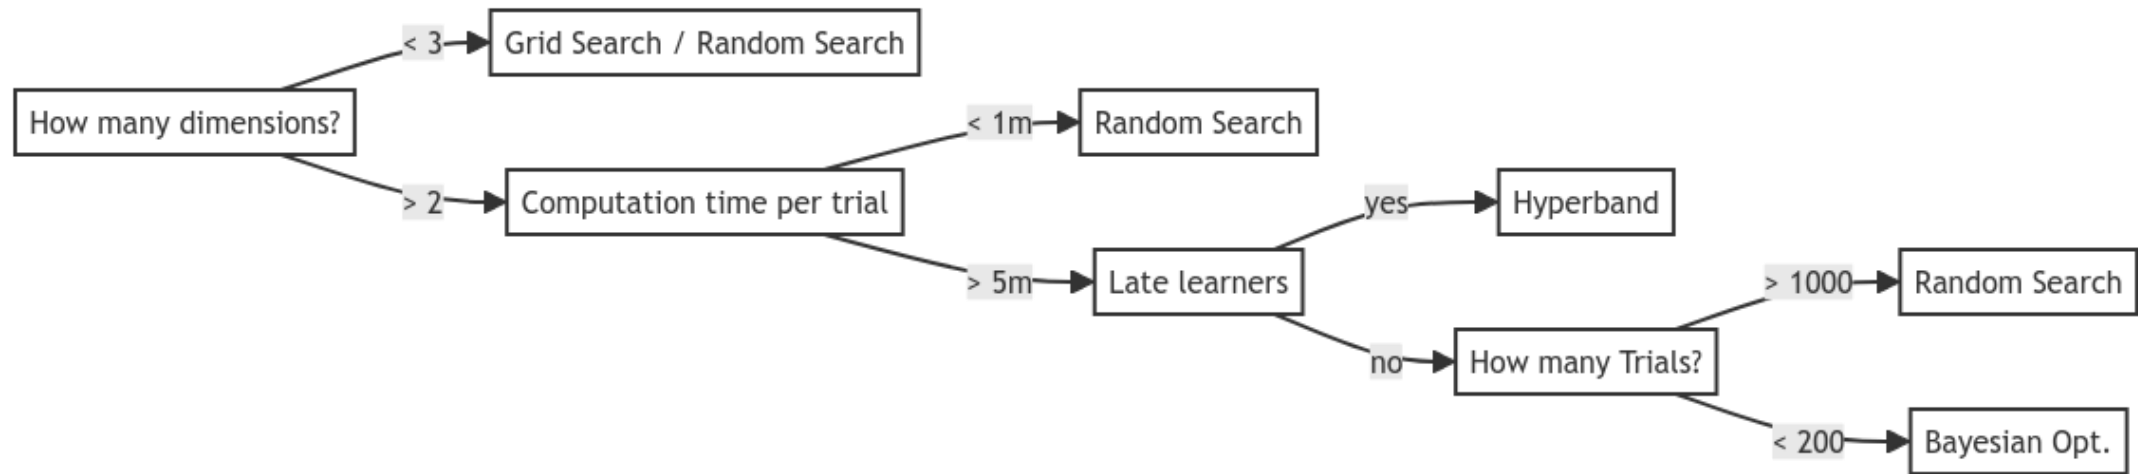 How many dimensions?
< 3
Grid Search / Random Search
> 2
Computation time per trial
< 1m
Random Search
> 5m
Late learners
yes
Hyperband
no
How many Trials?
> 1000
Random Search
< 200
Bayesian Opt.